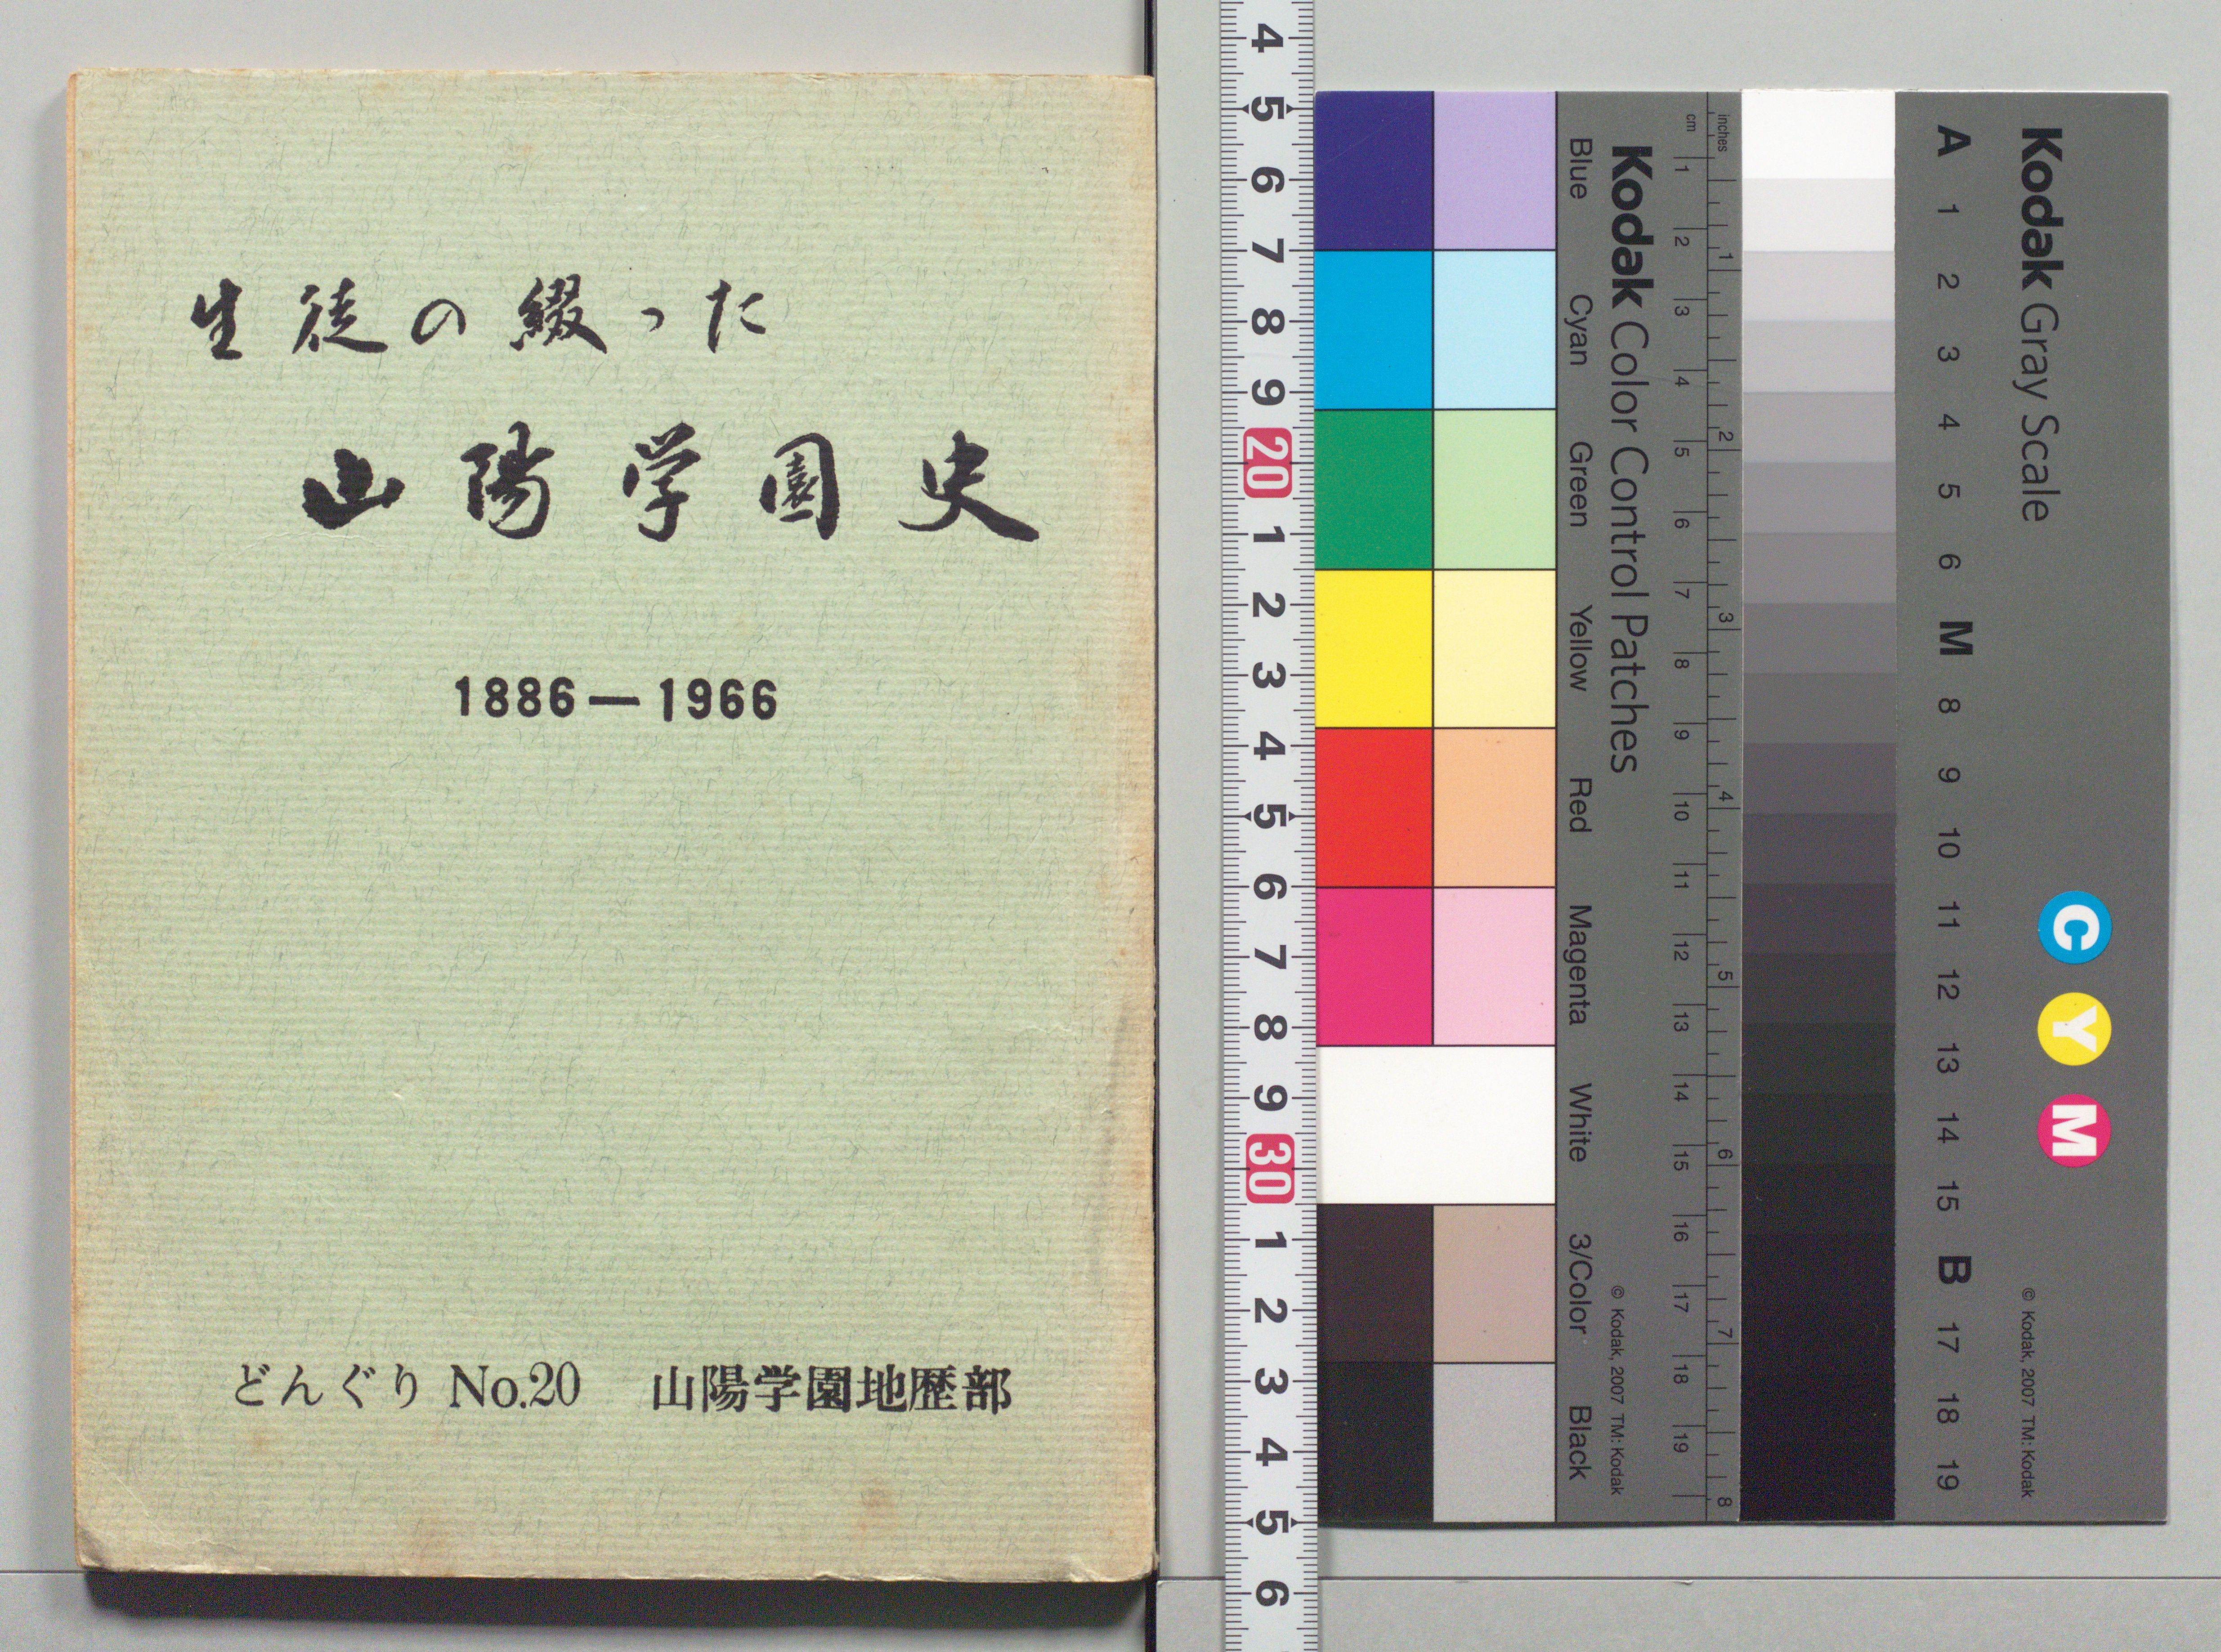 生徒の綴った
山陽学園史
1886—1966
どんぐり No.20 山陽学園地歴部
4 5 6 7 8 9 20 1 2 3 4 5 6 7 8 9 30 1 2 3 4 5 6
Blue Cyan Green Yellow Red Magenta White 3/Color Black
Kodak Color Control Patches
© Kodak, 2007 TM: Kodak
cm 1 2 3 4 5 6 7 8 9 10 11 12 13 14 15 16 17 18 19
inches 1 2 3 4 5 6 7 8
A 1 2 3 4 5 6 M 8 9 10 11 12 13 14 15 B 17 18 19
Kodak Gray Scale
C Y M
© Kodak, 2007 TM: Kodak